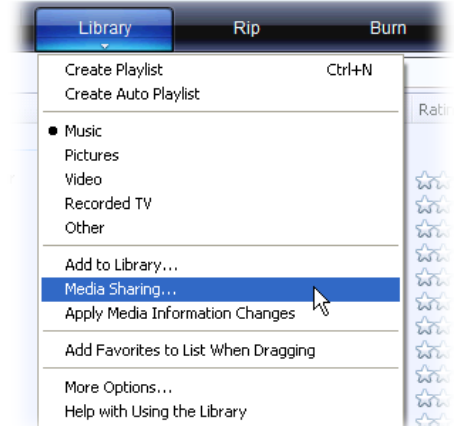 Library Rip Burn
Create Playlist Ctrl+N
Create Auto Playlist
Music
Pictures
Video
Recorded TV
Other
Add to Library...
Media Sharing...
Apply Media Information Changes
Add Favorites to List When Dragging
More Options...
Help with Using the Library